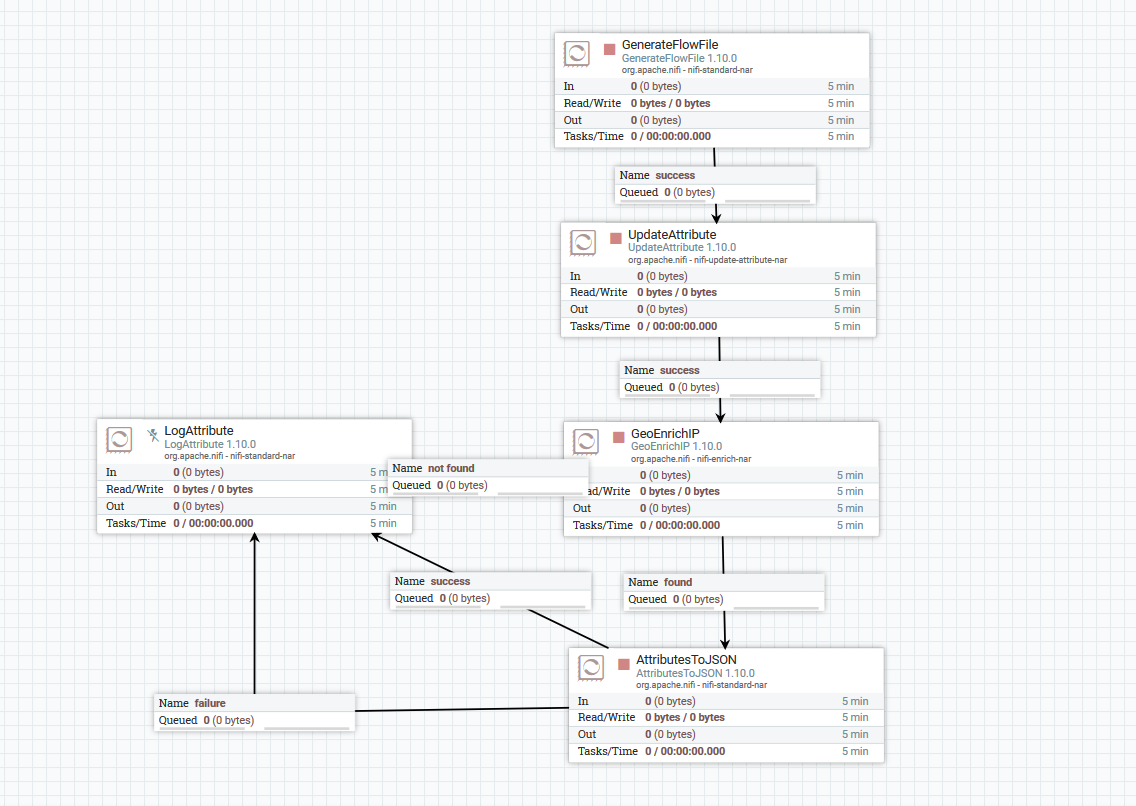 GenerateFlowFile
GenerateFlowFile 1.10.0
org.apache.nifi - nifi-standard-nar
In 0 (0 bytes) 5 min
Read/Write 0 bytes / 0 bytes 5 min
Out 0 (0 bytes) 5 min
Tasks/Time 0 / 00:00:00.000 5 min
Name success
Queued 0 (0 bytes)
UpdateAttribute
UpdateAttribute 1.10.0
org.apache.nifi - nifi-update-attribute-nar
In 0 (0 bytes) 5 min
Read/Write 0 bytes / 0 bytes 5 min
Out 0 (0 bytes) 5 min
Tasks/Time 0 / 00:00:00.000 5 min
Name success
Queued 0 (0 bytes)
LogAttribute
LogAttribute 1.10.0
org.apache.nifi - nifi-standard-nar
In 0 (0 bytes) 5 m
Read/Write 0 bytes / 0 bytes 5 m
Out 0 (0 bytes) 5 min
Tasks/Time 0 / 00:00:00.000 5 min
Name not found
Queued 0 (0 bytes)
GeoEnrichIP
GeoEnrichIP 1.10.0
org.apache.nifi - nifi-enrich-nar
0 (0 bytes) 5 min
ad/Write 0 bytes / 0 bytes 5 min
Out 0 (0 bytes) 5 min
Tasks/Time 0 / 00:00:00.000 5 min
Name success
Queued 0 (0 bytes)
Name found
Queued 0 (0 bytes)
AttributesToJSON
AttributesToJSON 1.10.0
org.apache.nifi - nifi-standard-nar
In 0 (0 bytes) 5 min
Read/Write 0 bytes / 0 bytes 5 min
Out 0 (0 bytes) 5 min
Tasks/Time 0 / 00:00:00.000 5 min
Name failure
Queued 0 (0 bytes)